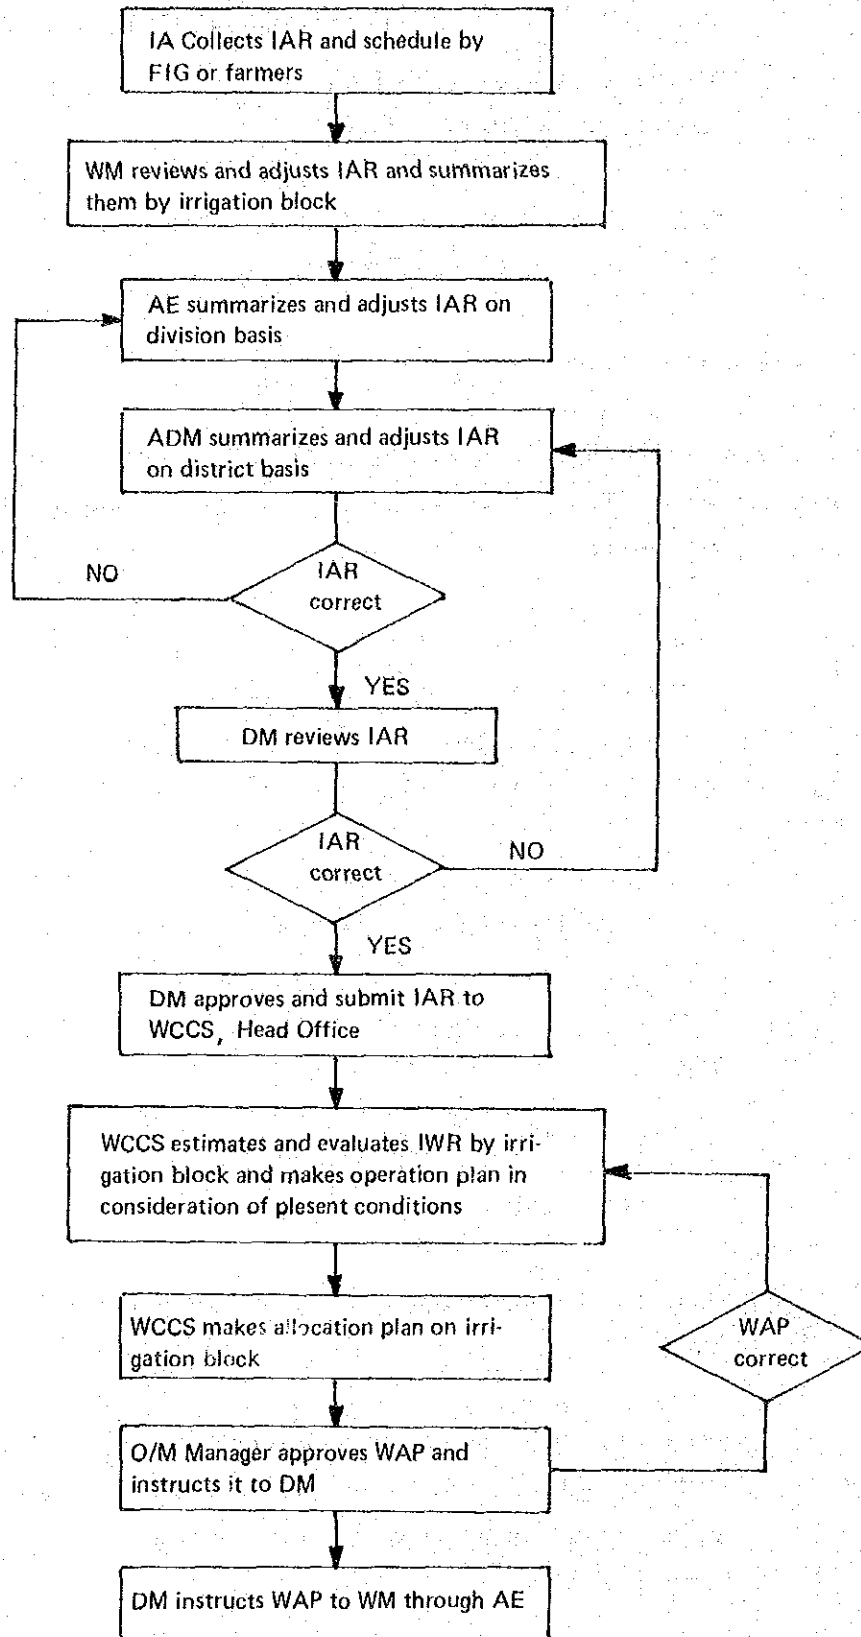 IA Collects IAR and schedule by
FIG or farmers
WM reviews and adjusts IAR and summarizes
them by irrigation block
AE summarizes and adjusts IAR on
division basis
ADM summarizes and adjusts IAR
on district basis
NO
IAR
correct
YES
DM reviews IAR
IAR
correct
NO
YES
DM approves and submit IAR to
WCCS, Head Office
WCCS estimates and evaluates IWR by irri-
gation block and makes operation plan in
consideration of plesent conditions
WCCS makes allocation plan on irri-
gation block
WAP
correct
O/M Manager approves WAP and
instructs it to DM
DM instructs WAP to WM through AE